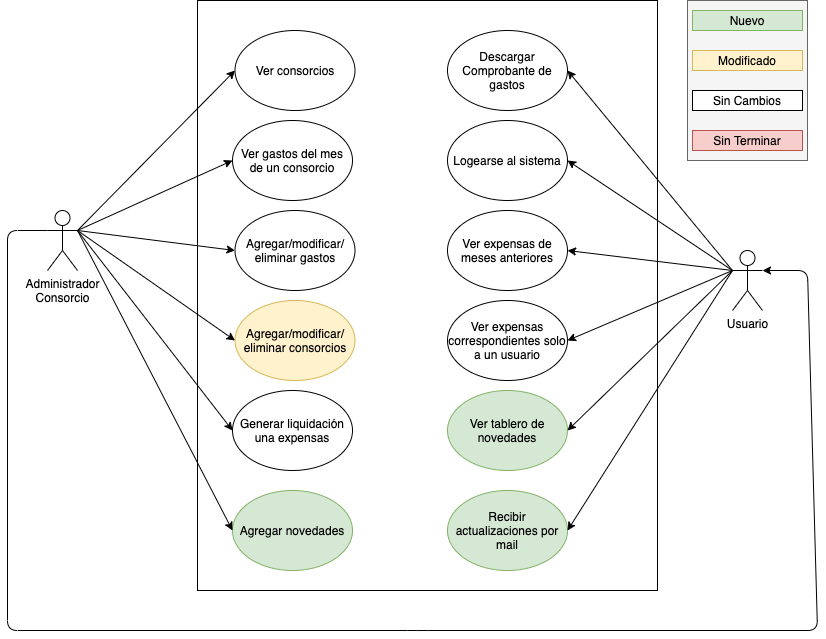 Nuevo
Modificado
Sin Cambios
Sin Terminar
Administrador
Consorcio
Ver consorcios
Ver gastos del mes
de un consorcio
Agregar/modificar/
eliminar gastos
Agregar/modificar/
eliminar consorcios
Generar liquidación
una expensas
Agregar novedades
Descargar
Comprobante de
gastos
Logearse al sistema
Ver expensas de
meses anteriores
Ver expensas
correspondientes solo
a un usuario
Ver tablero de
novedades
Recibir
actualizaciones por
mail
Usuario